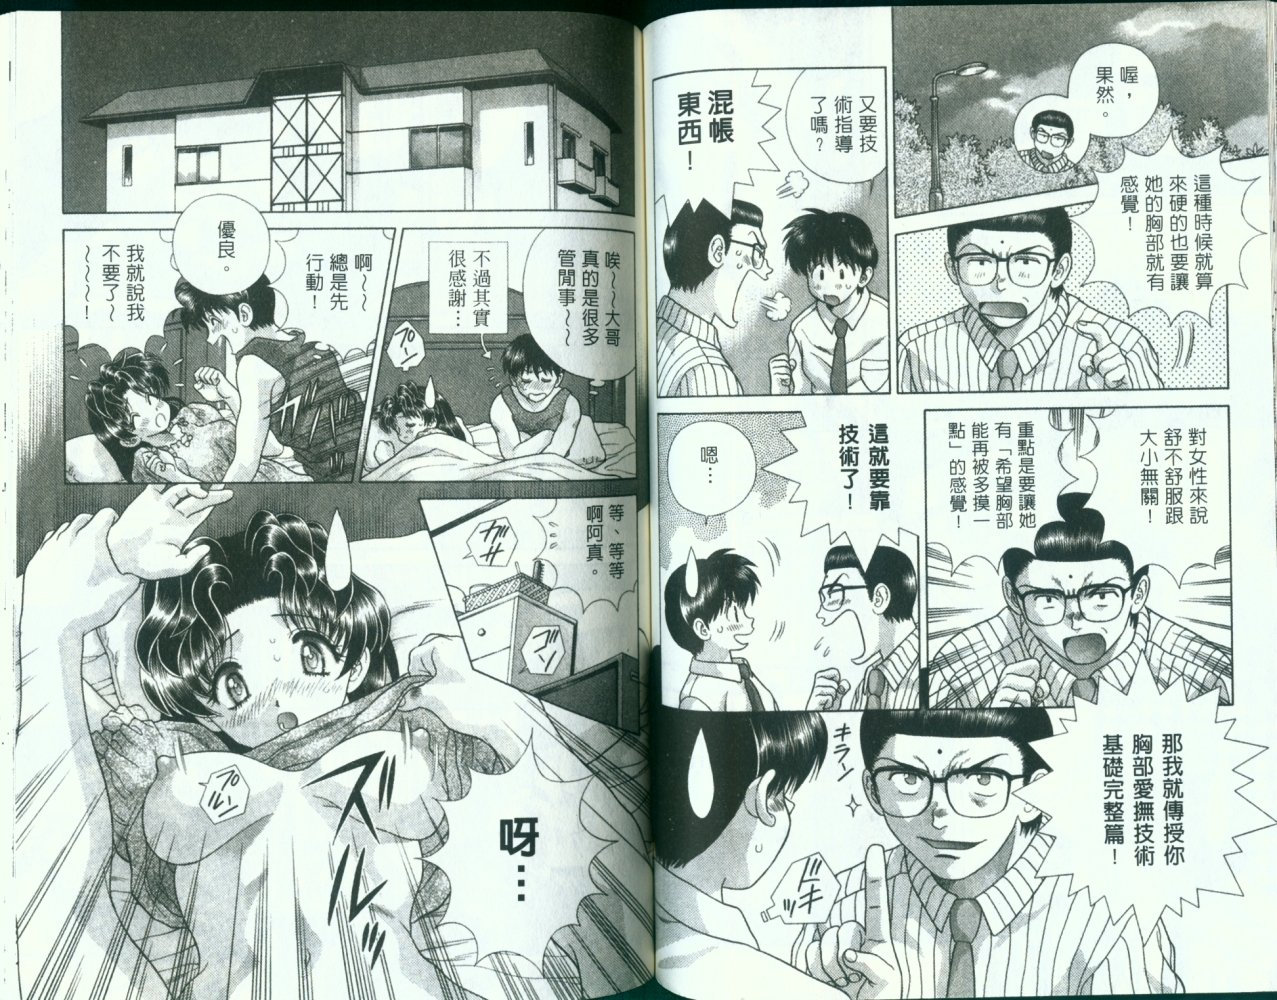 喔，
果然。
這種時候就算
來硬的也要讓
她的胸部就有
感覺！
又要技
術指導
了嗎？
混帳
東西！
對女性來說
舒不舒服跟
大小無關！
重點是要讓她
有「希望胸部
能再被多摸一
點」的感覺！
這就要靠
技術了！
嗯…
那我就傳授你
胸部愛撫技術
基礎完整篇！
キラーン
ツキ
唉～～大哥
真的是很多
管閒事～～
不過其實
很感謝…
プー
啊～～
總是先
行動！
優良。
我就說我
不要了～
～～～～！
等、等等
啊阿真。
ガサ
ブン
プルン
ズルッ
呀…